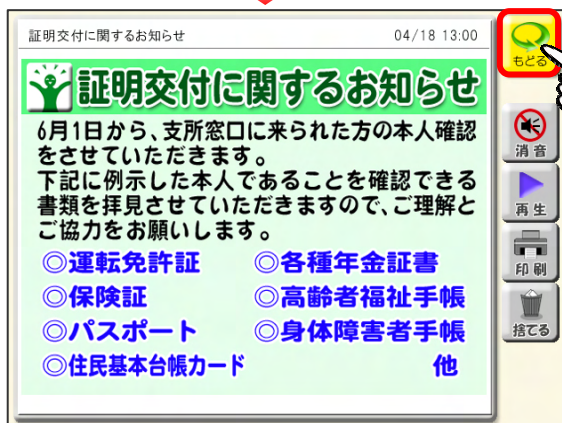 証明交付に関するお知らせ 04/18 13:00
もどる
証明交付に関するお知らせ
6月1日から、支所窓口に来られた方の本人確認
をさせていただきます。
下記に例示した本人であることを確認できる
書類を拝見させていただきますので、ご理解と
ご協力をお願いします。
◎運転免許証 ◎各種年金証書
◎保険証 ◎高齢者福祉手帳
◎パスポート ◎身体障害者手帳
◎住民基本台帳カード 他
消音
再生
印刷
捨てる